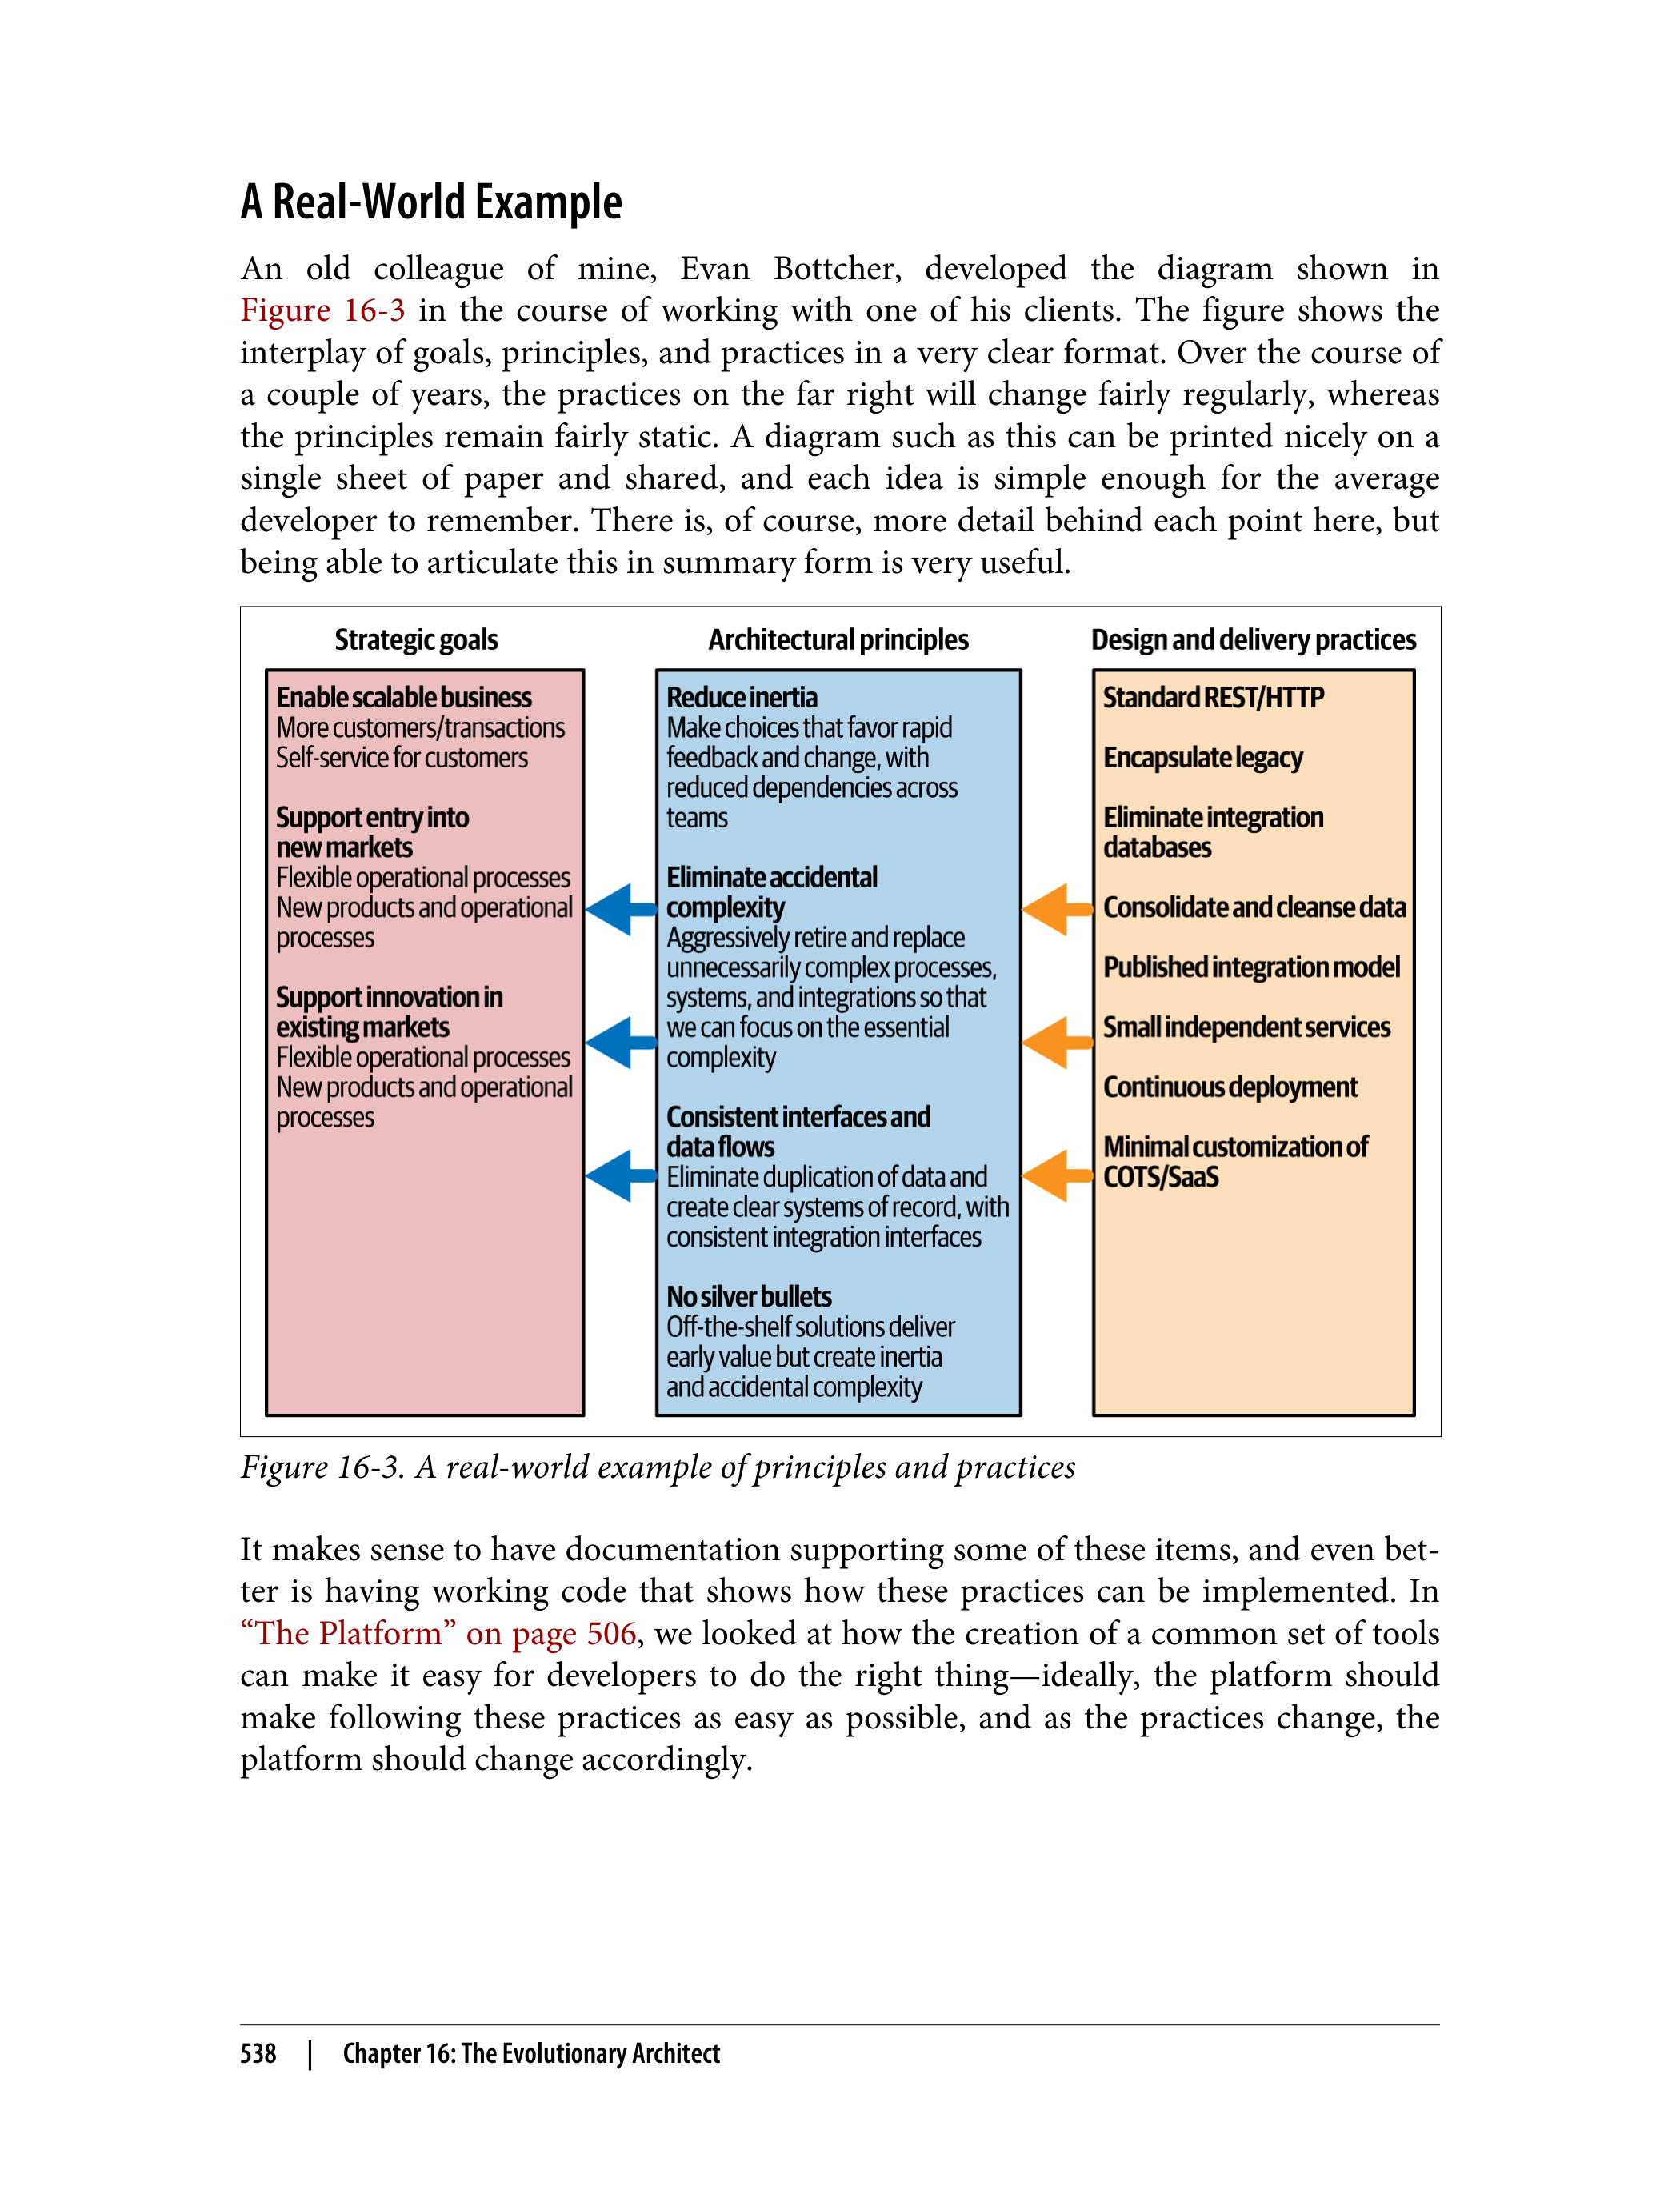 A Real-World Example
An old colleague of mine, Evan Bottcher, developed the diagram shown in
Figure 16-3 in the course of working with one of his clients. The figure shows the
interplay of goals, principles, and practices in a very clear format. Over the course of
a couple of years, the practices on the far right will change fairly regularly, whereas
the principles remain fairly static. A diagram such as this can be printed nicely on a
single sheet of paper and shared, and each idea is simple enough for the average
developer to remember. There is, of course, more detail behind each point here, but
being able to articulate this in summary form is very useful.
Strategic goals
Enable scalable business
More customers/transactions
Self-service for customers
Support entry into
new markets
Flexible operational processes
New products and operational
processes
Support innovation in
existing markets
Flexible operational processes
New products and operational
processes
Architectural principles
Reduce inertia
Make choices that favor rapid
feedback and change, with
reduced dependencies across
teams
Eliminate accidental
complexity
Aggressively retire and replace
unnecessarily complex processes,
systems, and integrations so that
we can focus on the essential
complexity
Consistent interfaces and
data flows
Eliminate duplication of data and
create clear systems of record, with
consistent integration interfaces
No silver bullets
Off-the-shelf solutions deliver
early value but create inertia
and accidental complexity
Design and delivery practices
Standard REST/HTTP
Encapsulate legacy
Eliminate integration
databases
Consolidate and cleanse data
Published integration model
Small independent services
Continuous deployment
Minimal customization of
COTS/SaaS
Figure 16-3. A real-world example of principles and practices
It makes sense to have documentation supporting some of these items, and even bet-
ter is having working code that shows how these practices can be implemented. In
“The Platform” on page 506, we looked at how the creation of a common set of tools
can make it easy for developers to do the right thing—ideally, the platform should
make following these practices as easy as possible, and as the practices change, the
platform should change accordingly.
538 | Chapter 16: The Evolutionary Architect